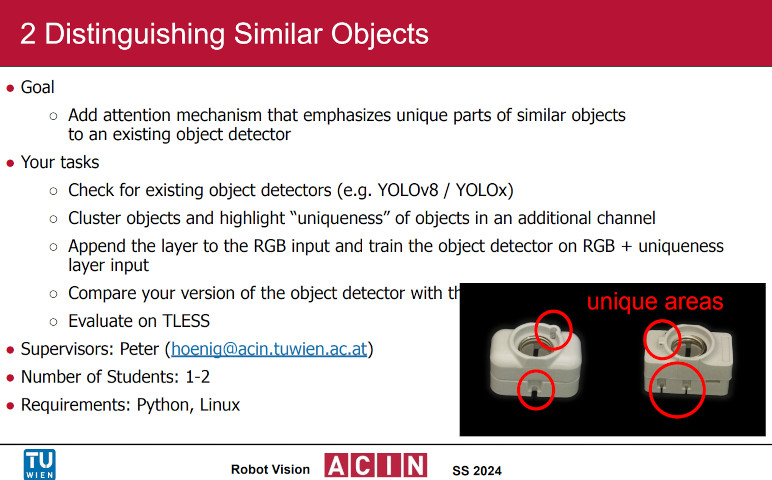 2 Distinguishing Similar Objects
● Goal
○ Add attention mechanism that emphasizes unique parts of similar objects
to an existing object detector
● Your tasks
○ Check for existing object detectors (e.g. YOLOv8 / YOLOx)
○ Cluster objects and highlight “uniqueness” of objects in an additional channel
○ Append the layer to the RGB input and train the object detector on RGB + uniqueness
layer input
○ Compare your version of the object detector with
○ Evaluate on TLESS
● Supervisors: Peter (hoenig@acin.tuwien.ac.at)
● Number of Students: 1-2
● Requirements: Python, Linux
unique areas
TU
WIEN
Robot Vision
ACIN
SS 2024